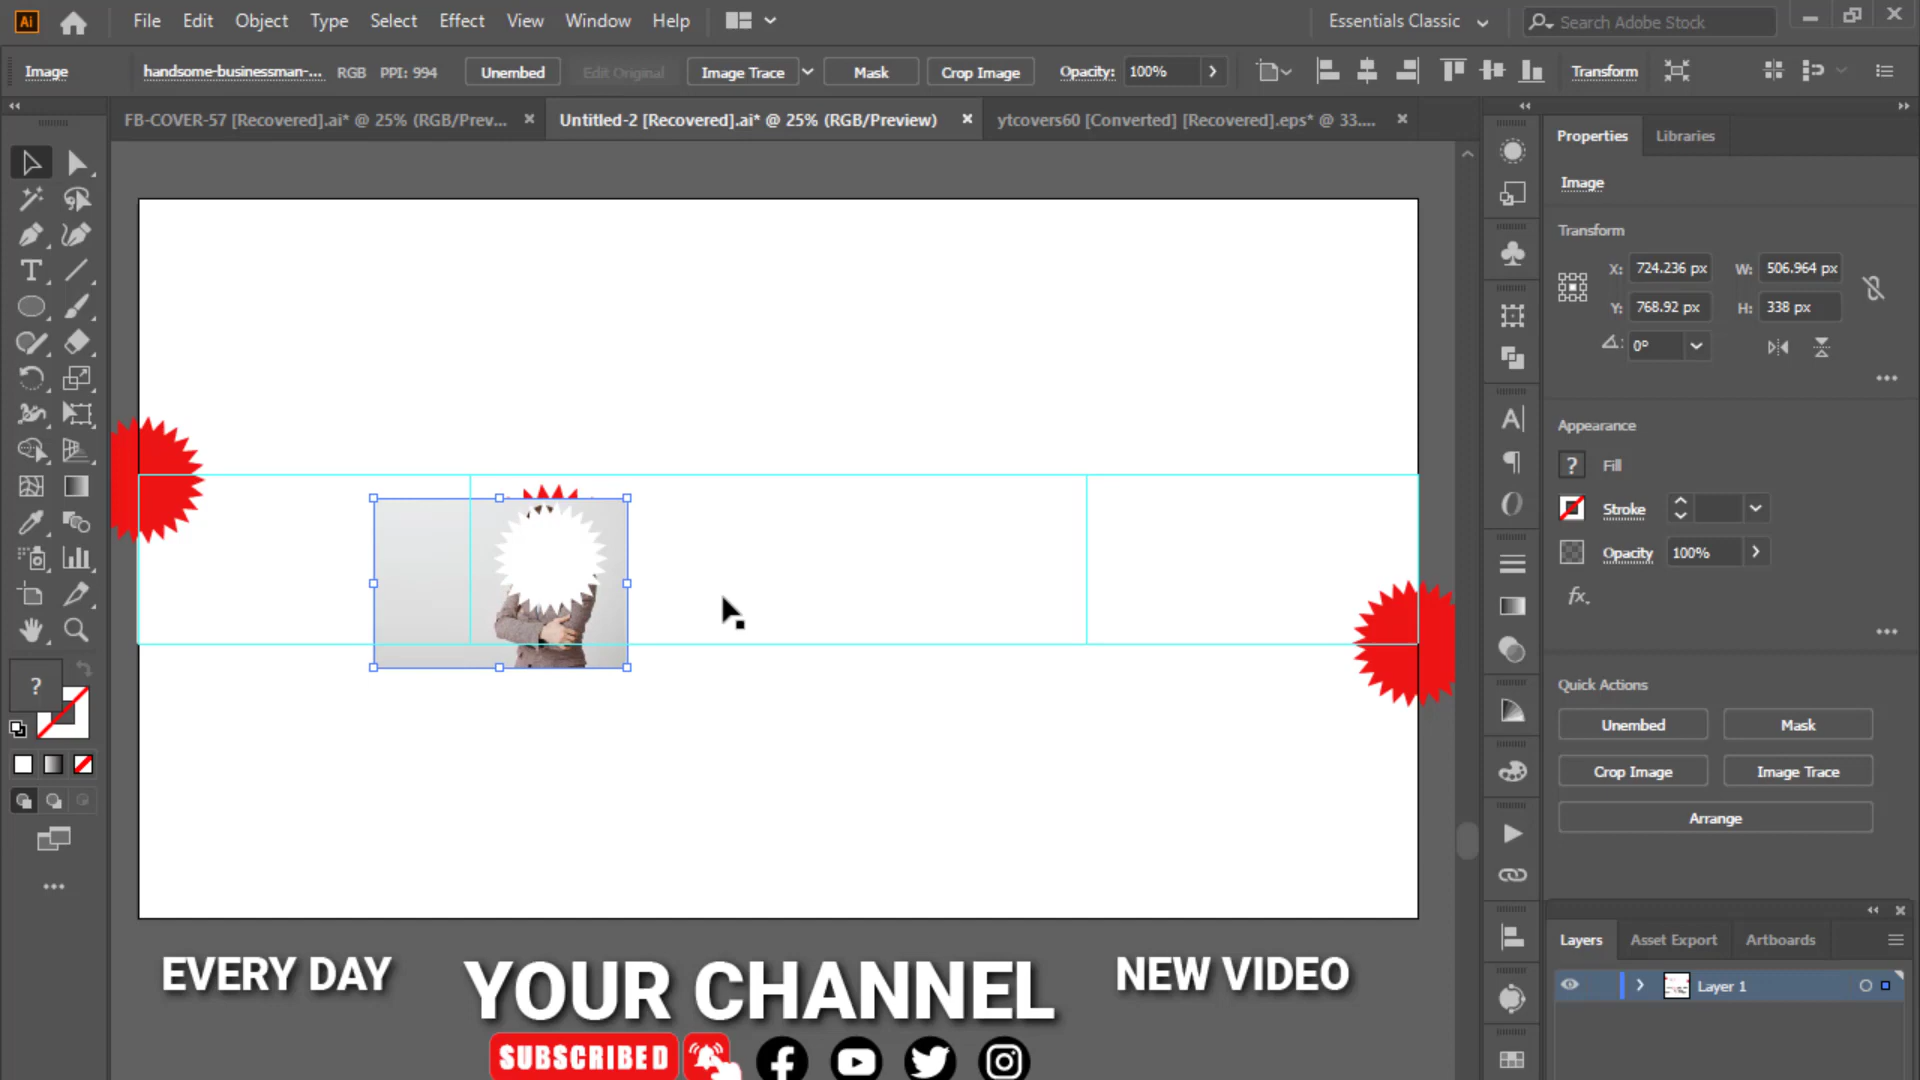 Ai File Edit Object Type Select Effect View Window Help Essentials Classic Search Adobe Stock
Image handsome-businessman-... RGB PPI: 994 Unembed Edit Original Image Trace Mask Crop Image Opacity: 100% Transform
FB-COVER-57 [Recovered].ai* @ 25% (RGB/Prev... × Untitled-2 [Recovered].ai* @ 25% (RGB/Preview) × ytcovers60 [Converted] [Recovered].eps* @ 33.... ×
Properties Libraries
Image
Transform
X: 724.236 px W: 506.964 px
Y: 768.92 px H: 338 px
0°
Appearance
? Fill
Stroke
Opacity 100%
fx.
Quick Actions
Unembed Mask
Crop Image Image Trace
Arrange
Layers Asset Export Artboards
Layer 1
?
EVERY DAY YOUR CHANNEL NEW VIDEO
SUBSCRIBED